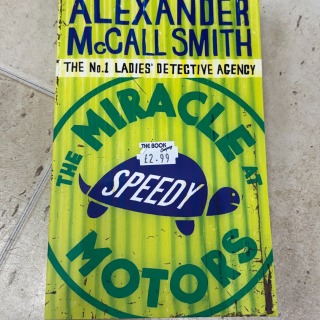 ALEXANDER
McCALL SMITH
THE No.1 LADIES' DETECTIVE AGENCY
THE MIRACLE AT
THE BOOK
£2.99
SPEEDY
MOTORS